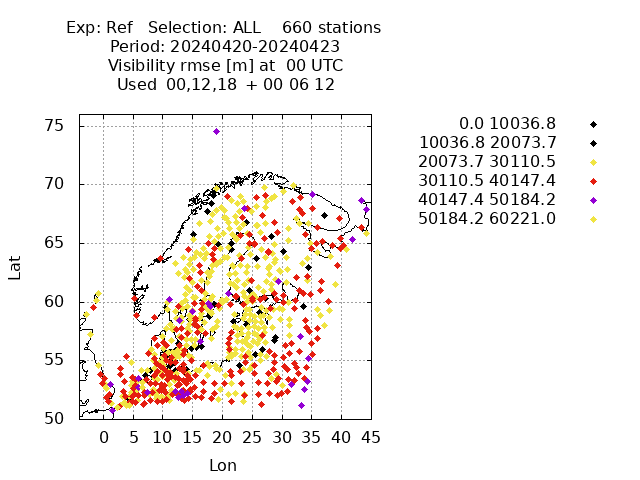 Exp: Ref   Selection: ALL    660 stations
Period: 20240420-20240423
Visibility rmse [m] at  00 UTC
Used  00,12,18  + 00 06 12
0.0 10036.8
10036.8 20073.7
20073.7 30110.5
30110.5 40147.4
40147.4 50184.2
50184.2 60221.0
75
70
65
60
55
50
Lat
0 5 10 15 20 25 30 35 40 45
Lon